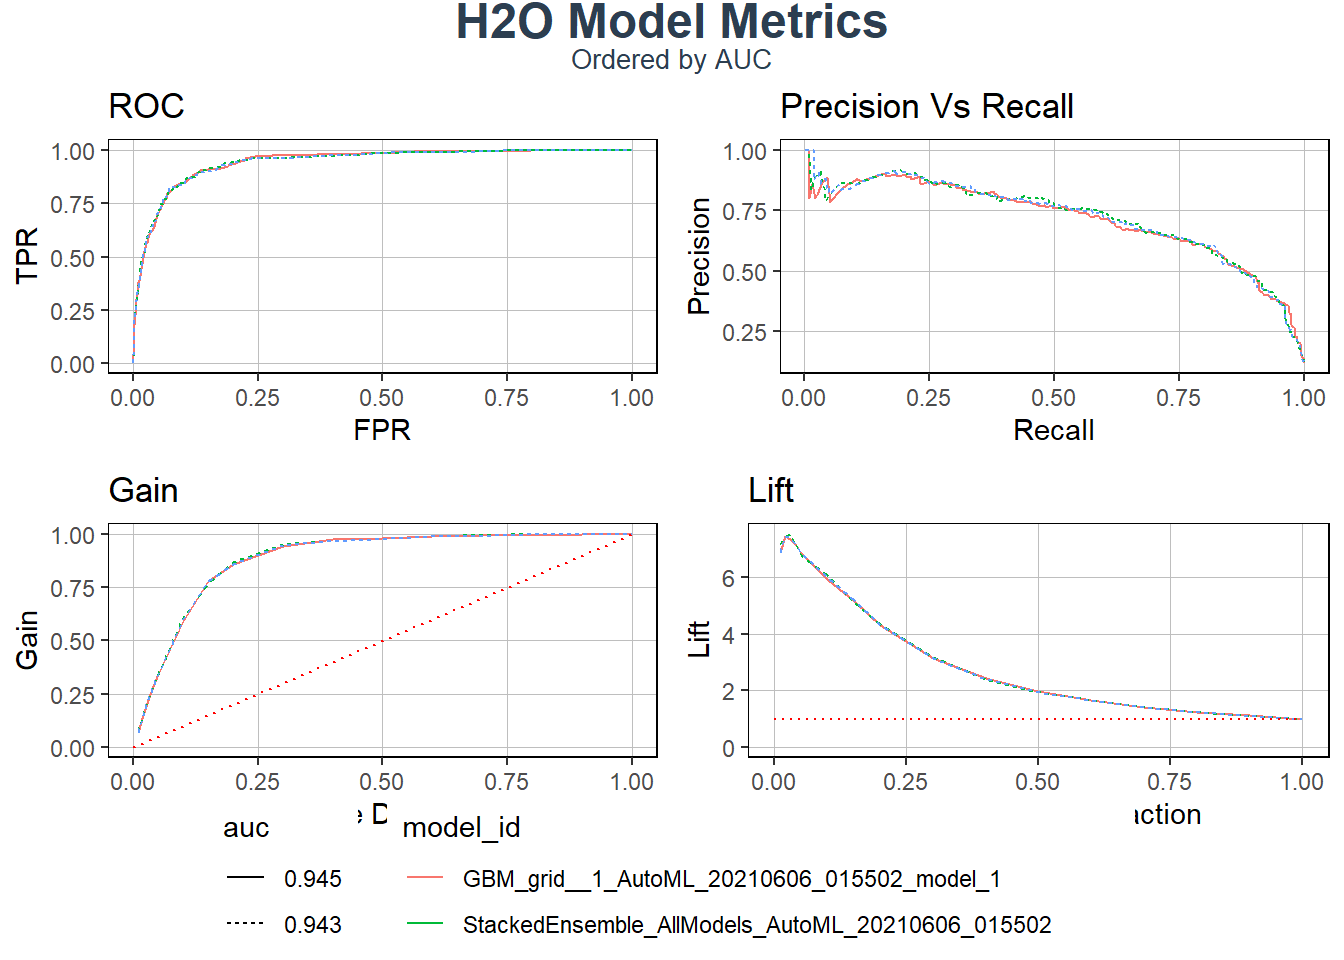 H2O Model Metrics
Ordered by AUC
ROC
1.00
0.75
0.50
0.25
0.00
TPR
0.00 0.25 0.50 0.75 1.00
FPR
Precision Vs Recall
1.00
0.75
0.50
0.25
Precision
0.00 0.25 0.50 0.75 1.00
Recall
Gain
1.00
0.75
0.50
0.25
0.00
Gain
0.00 0.25 0.50 0.75 1.00
Lift
6
4
2
0
Lift
0.00 0.25 0.50 0.75 1.00
action
auc
0.945
0.943
model_id
GBM_grid__1_AutoML_20210606_015502_model_1
StackedEnsemble_AllModels_AutoML_20210606_015502